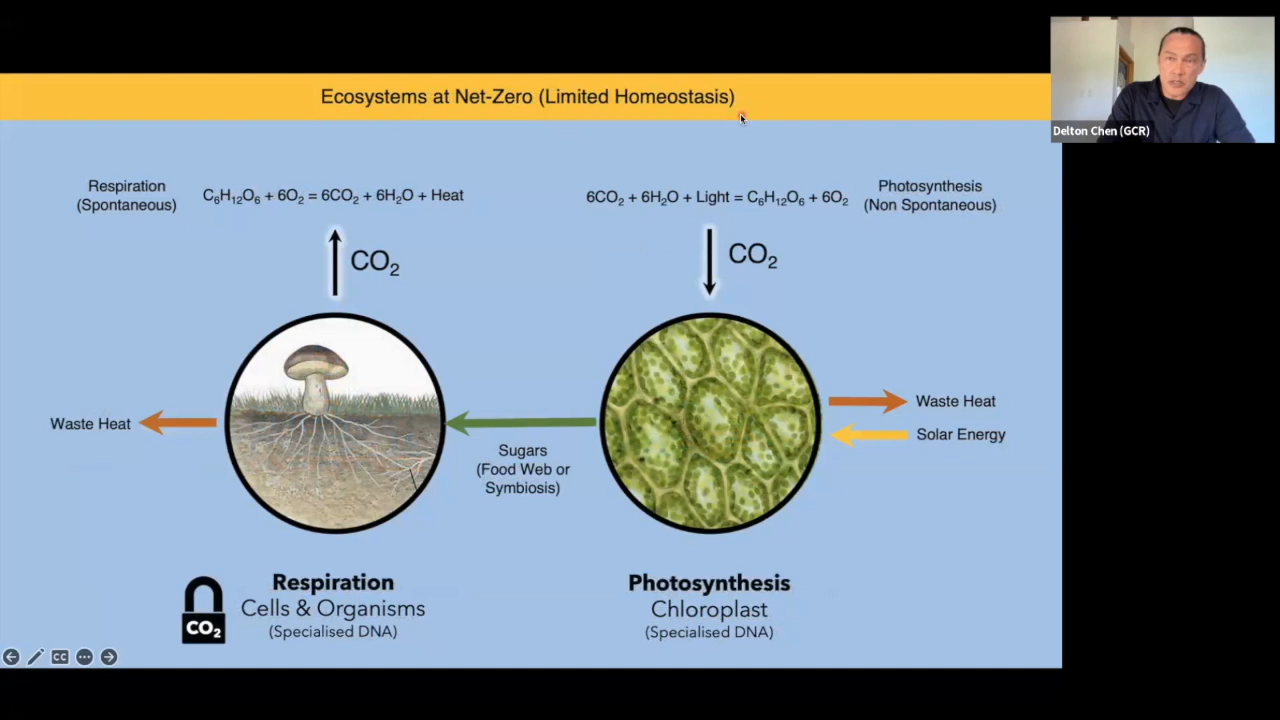 Ecosystems at Net-Zero (Limited Homeostasis)
Delton Chen (GCR)
Respiration
(Spontaneous)
C₆H₁₂O₆ + 6O₂ = 6CO₂ + 6H₂O + Heat
6CO₂ + 6H₂O + Light = C₆H₁₂O₆ + 6O₂
Photosynthesis
(Non Spontaneous)
CO₂
CO₂
Waste Heat
Sugars
(Food Web or
Symbiosis)
Waste Heat
Solar Energy
CO₂
Respiration
Cells & Organisms
(Specialised DNA)
Photosynthesis
Chloroplast
(Specialised DNA)
CC